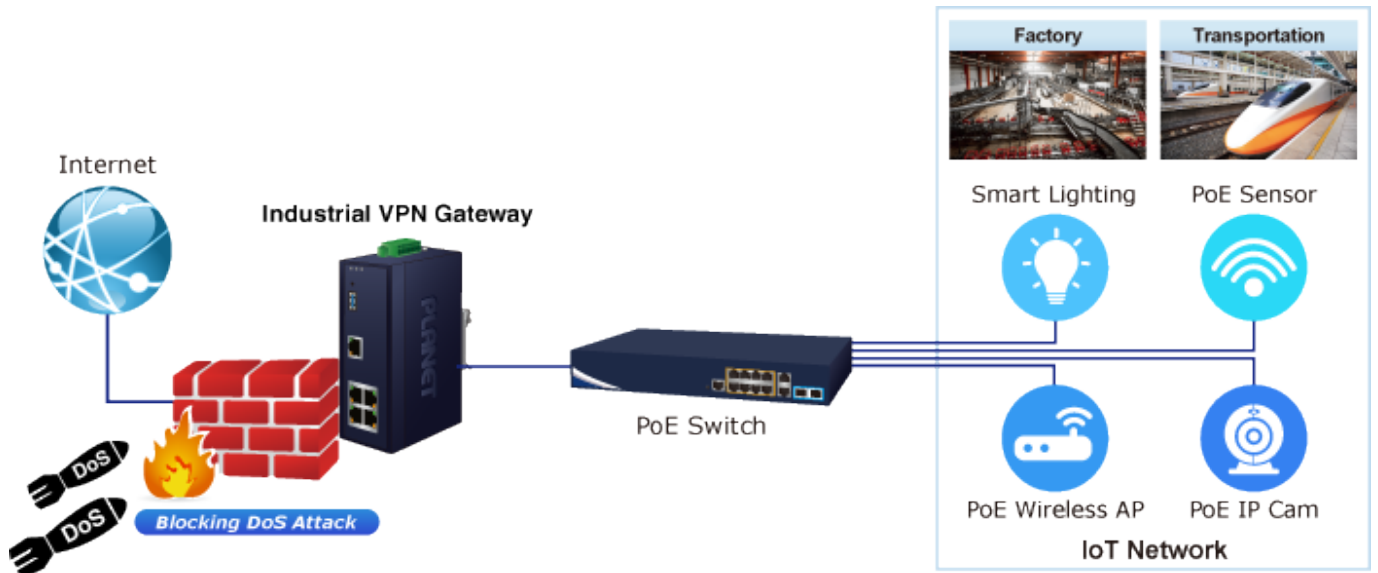 Factory
Transportation
Internet
Industrial VPN Gateway
PLANET
Smart Lighting
PoE Sensor
PoE Switch
DoS
DoS
Blocking DoS Attack
PoE Wireless AP
PoE IP Cam
IoT Network